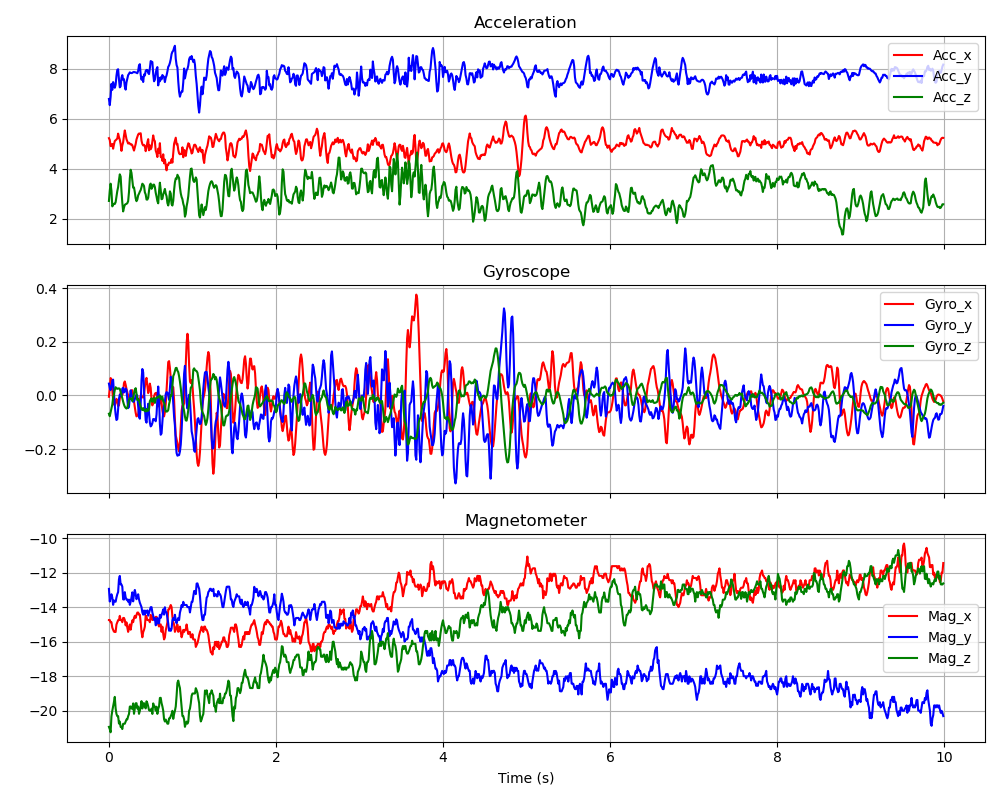 Acceleration
8
6
4
2
Acc_x
Acc_y
Acc_z
Gyroscope
0.4
0.2
0.0
−0.2
Gyro_x
Gyro_y
Gyro_z
Magnetometer
−10
−12
−14
−16
−18
−20
Mag_x
Mag_y
Mag_z
0 2 4 6 8 10
Time (s)